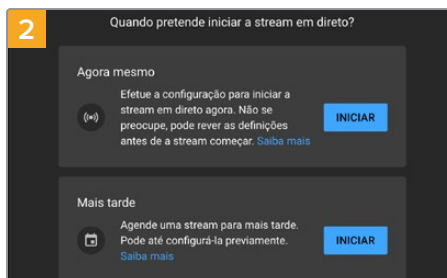 2
Quando pretende iniciar a stream em direto?
Agora mesmo
Efetue a configuração para iniciar a
stream em direto agora. Não se
preocupe, pode rever as definições
antes de a stream começar. Saiba mais
INICIAR
Mais tarde
Agende uma stream para mais tarde.
Pode até configurá-la previamente.
Saiba mais
INICIAR